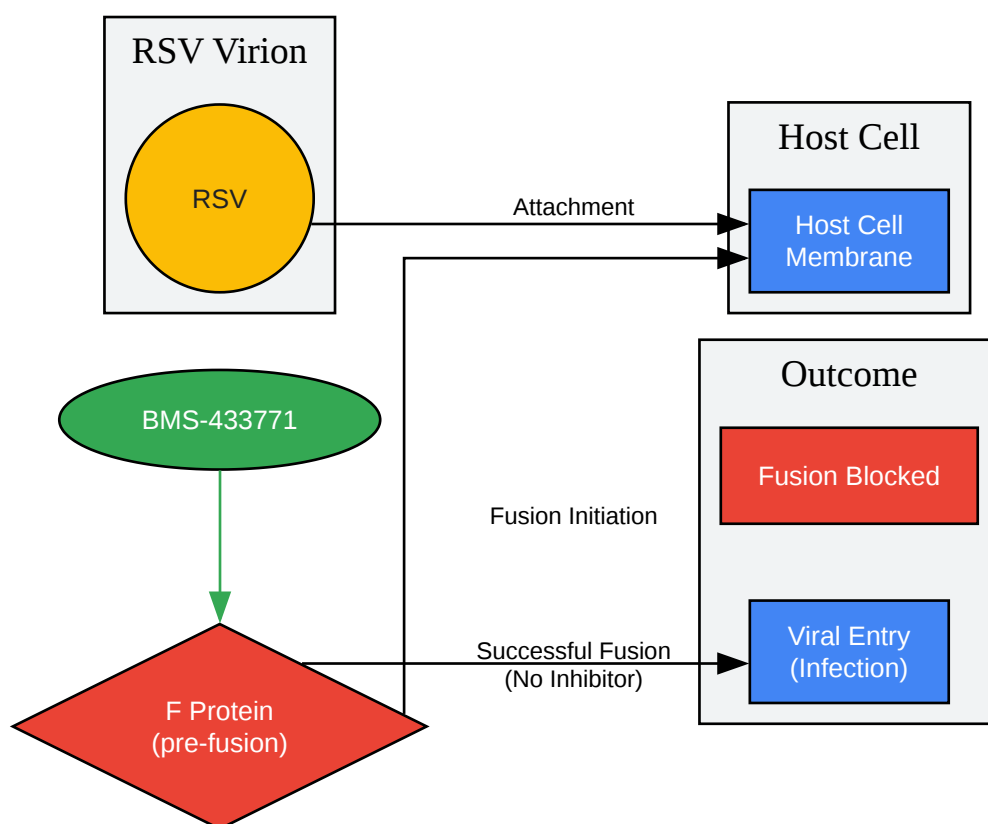 RSV Virion
RSV
Attachment
Host Cell
Host Cell
Membrane
BMS-433771
Outcome
Fusion Blocked
Fusion Initiation
Successful Fusion
(No Inhibitor)
Viral Entry
(Infection)
F Protein
(pre-fusion)